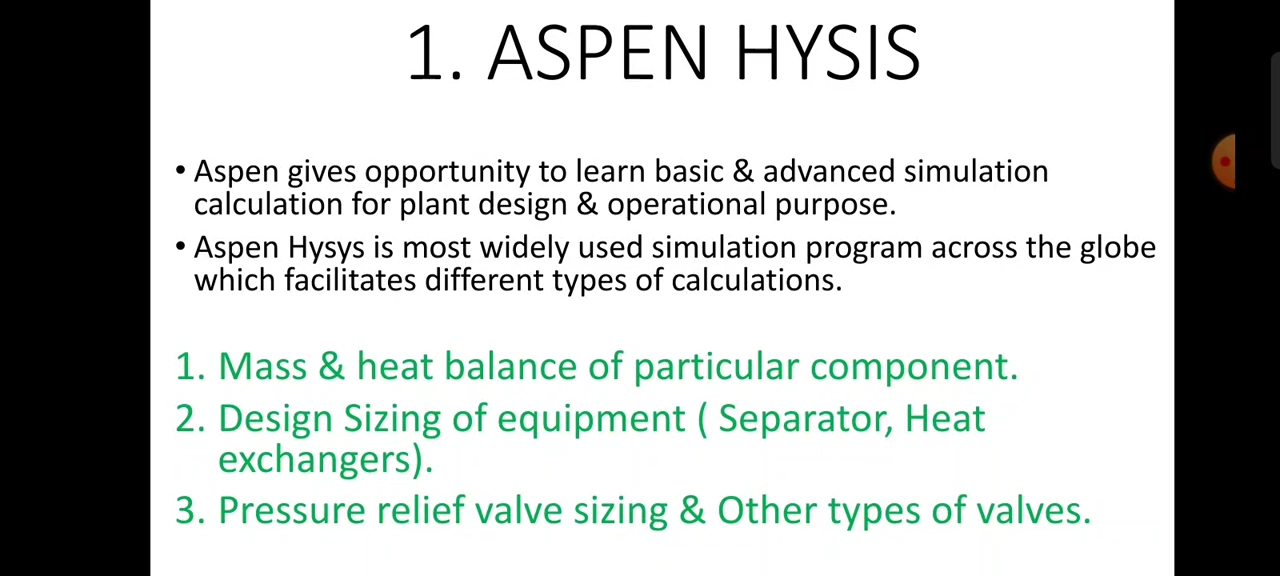 1. ASPEN HYSIS
• Aspen gives opportunity to learn basic & advanced simulation
calculation for plant design & operational purpose.
• Aspen Hysys is most widely used simulation program across the globe
which facilitates different types of calculations.
1. Mass & heat balance of particular component.
2. Design Sizing of equipment ( Separator, Heat
exchangers).
3. Pressure relief valve sizing & Other types of valves.